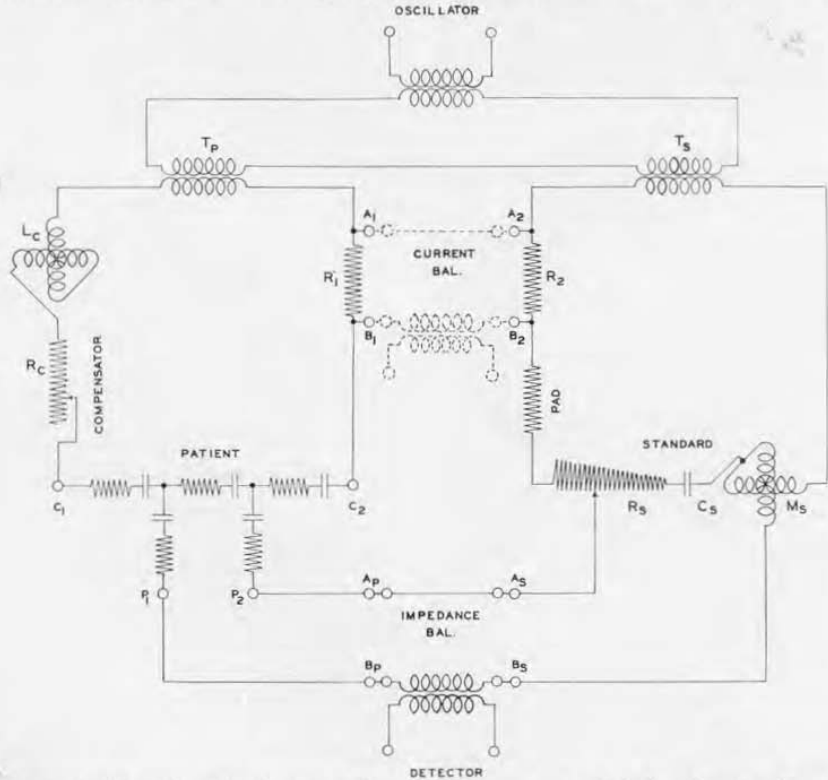 OSCILLATOR
TP TS
A1 A2
LC
CURRENT
BAL.
R1 R2
B1 B2
RC
COMPENSATOR
PAD
PATIENT
STANDARD
C1 C2
RS CS MS
P1 P2
AP AS
IMPEDANCE
BAL.
BP BS
DETECTOR